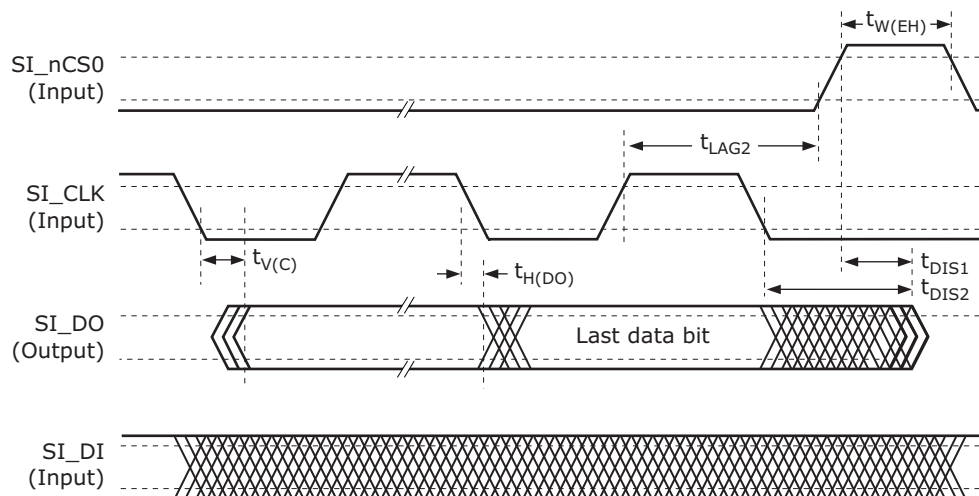 tW(EH)
SI_nCS0
(Input)
tLAG2
SI_CLK
(Input)
tV(C)
tH(DO)
tDIS1
tDIS2
SI_DO
(Output)
Last data bit
SI_DI
(Input)